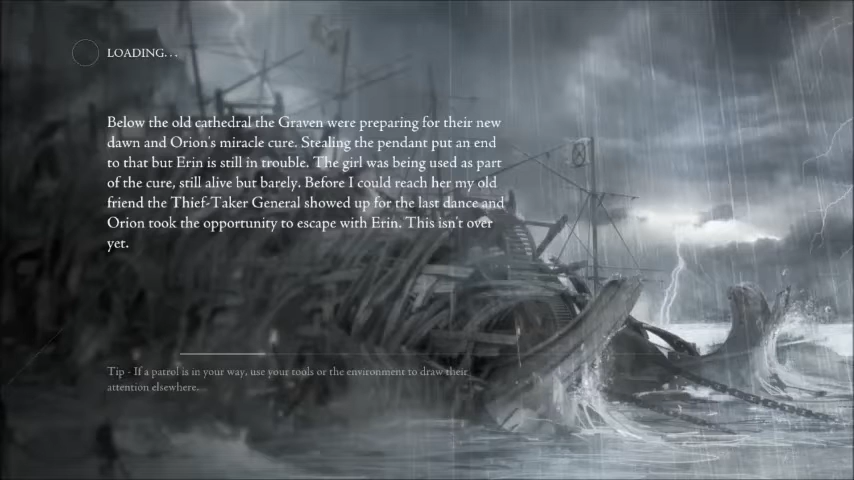 LOADING...
Below the old cathedral the Graven were preparing for their new
dawn and Orion's miracle cure. Stealing the pendant put an end
to that but Erin is still in trouble. The girl was being used as part
of the cure, still alive but barely. Before I could reach her my old
friend the Thief-Taker General showed up for the last dance and
Orion took the opportunity to escape with Erin. This isn't over
yet.
Tip - If a patrol is in your way, use your tools or the environment to draw their
attention elsewhere.